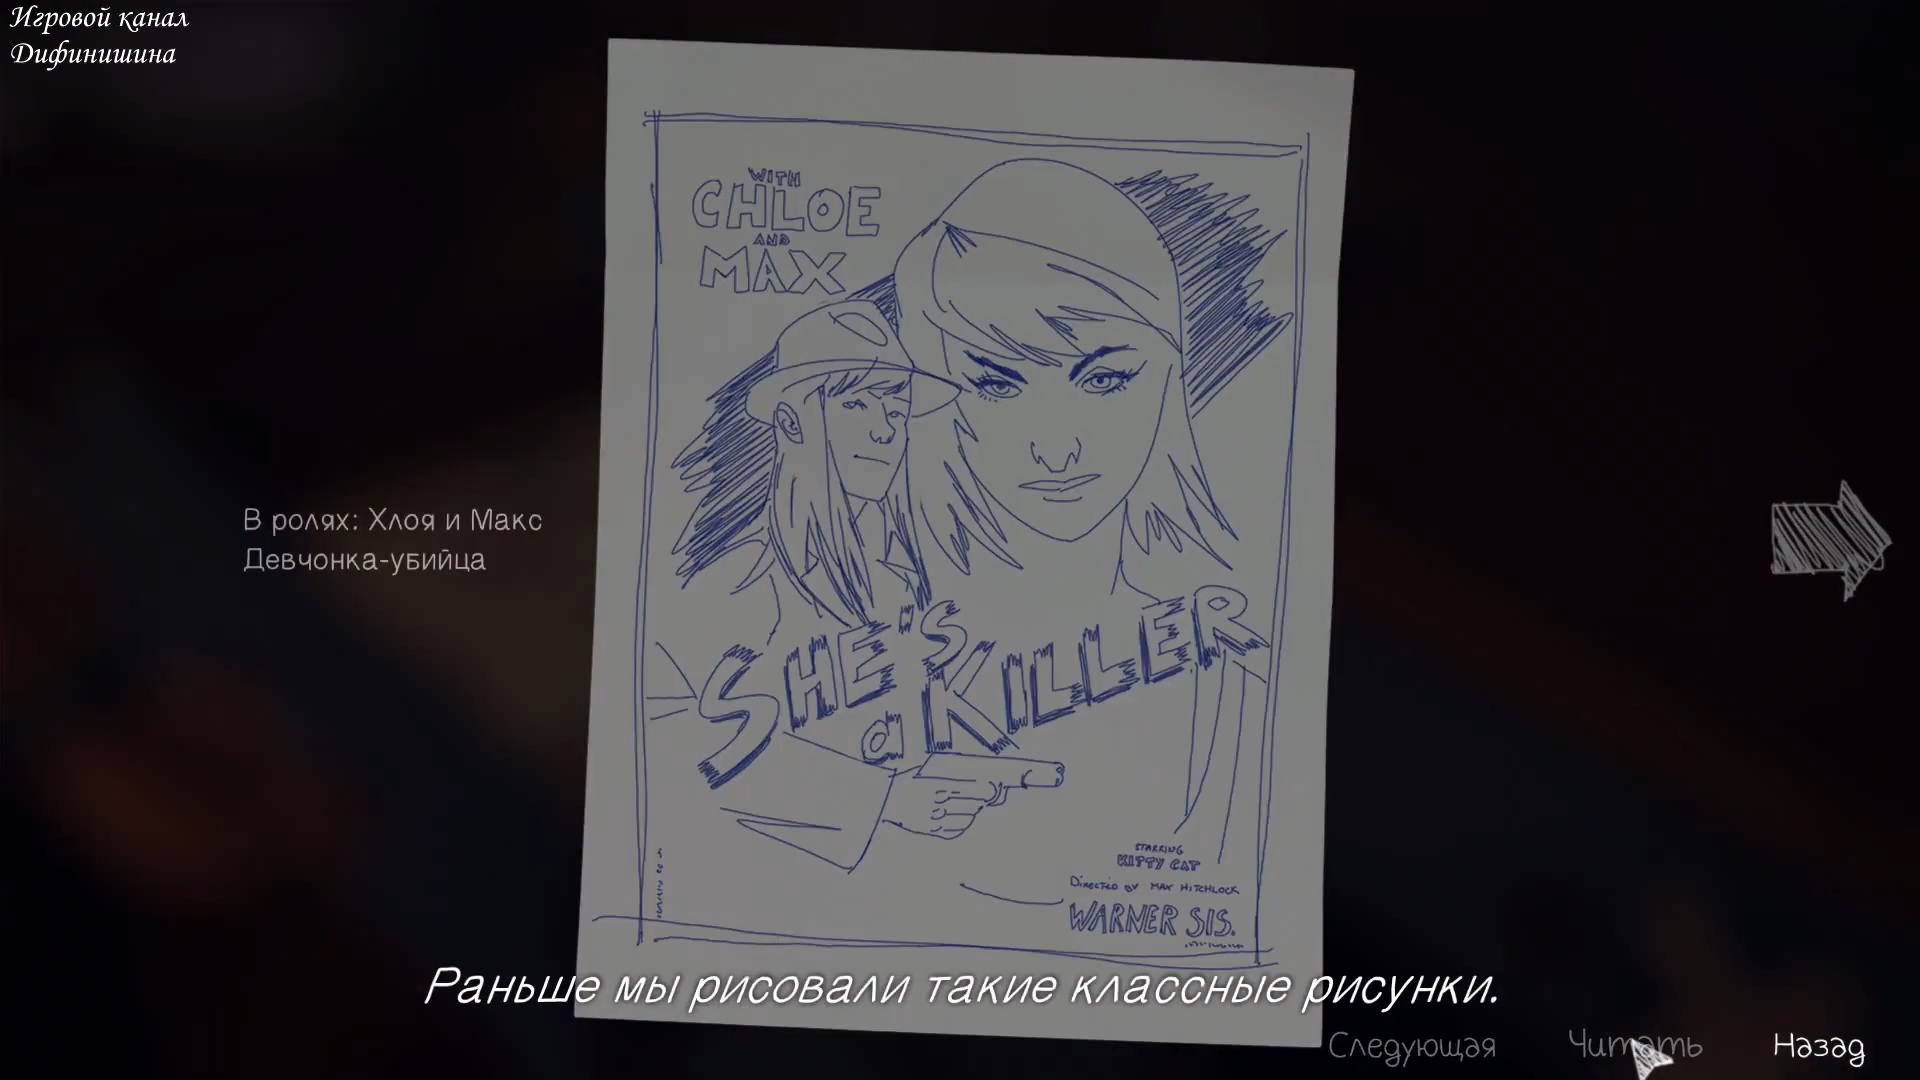 Игровой канал
Дифинишина
WITH
CHLOE
AND
MAX
В ролях: Хлоя и Макс
Девчонка-убийца
SHE'S
a KILLER
STARRING
KITTY CAT
Directed by MAX HITCHLOCK
WARNER SIS.
Раньше мы рисовали такие классные рисунки.
Следующая
Читать
Назад